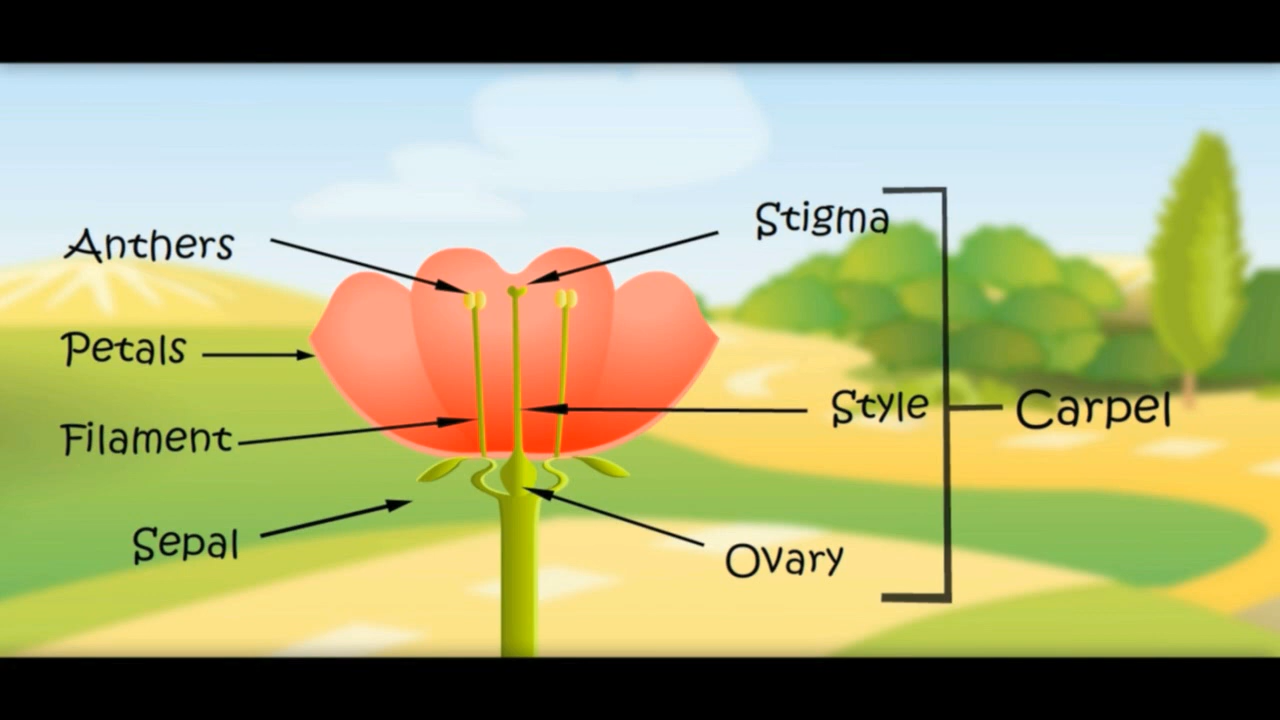 Anthers
Petals
Filament
Sepal
Stigma
Style
Ovary
Carpel